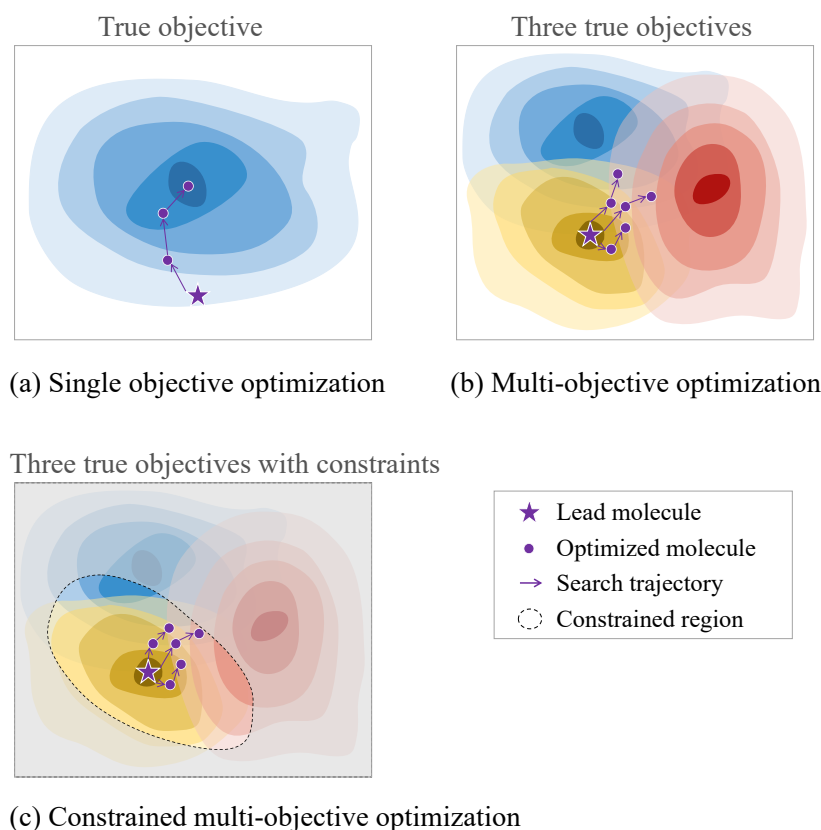 True objective
Three true objectives
(a) Single objective optimization
(b) Multi-objective optimization
Three true objectives with constraints
Lead molecule
Optimized molecule
Search trajectory
Constrained region
(c) Constrained multi-objective optimization